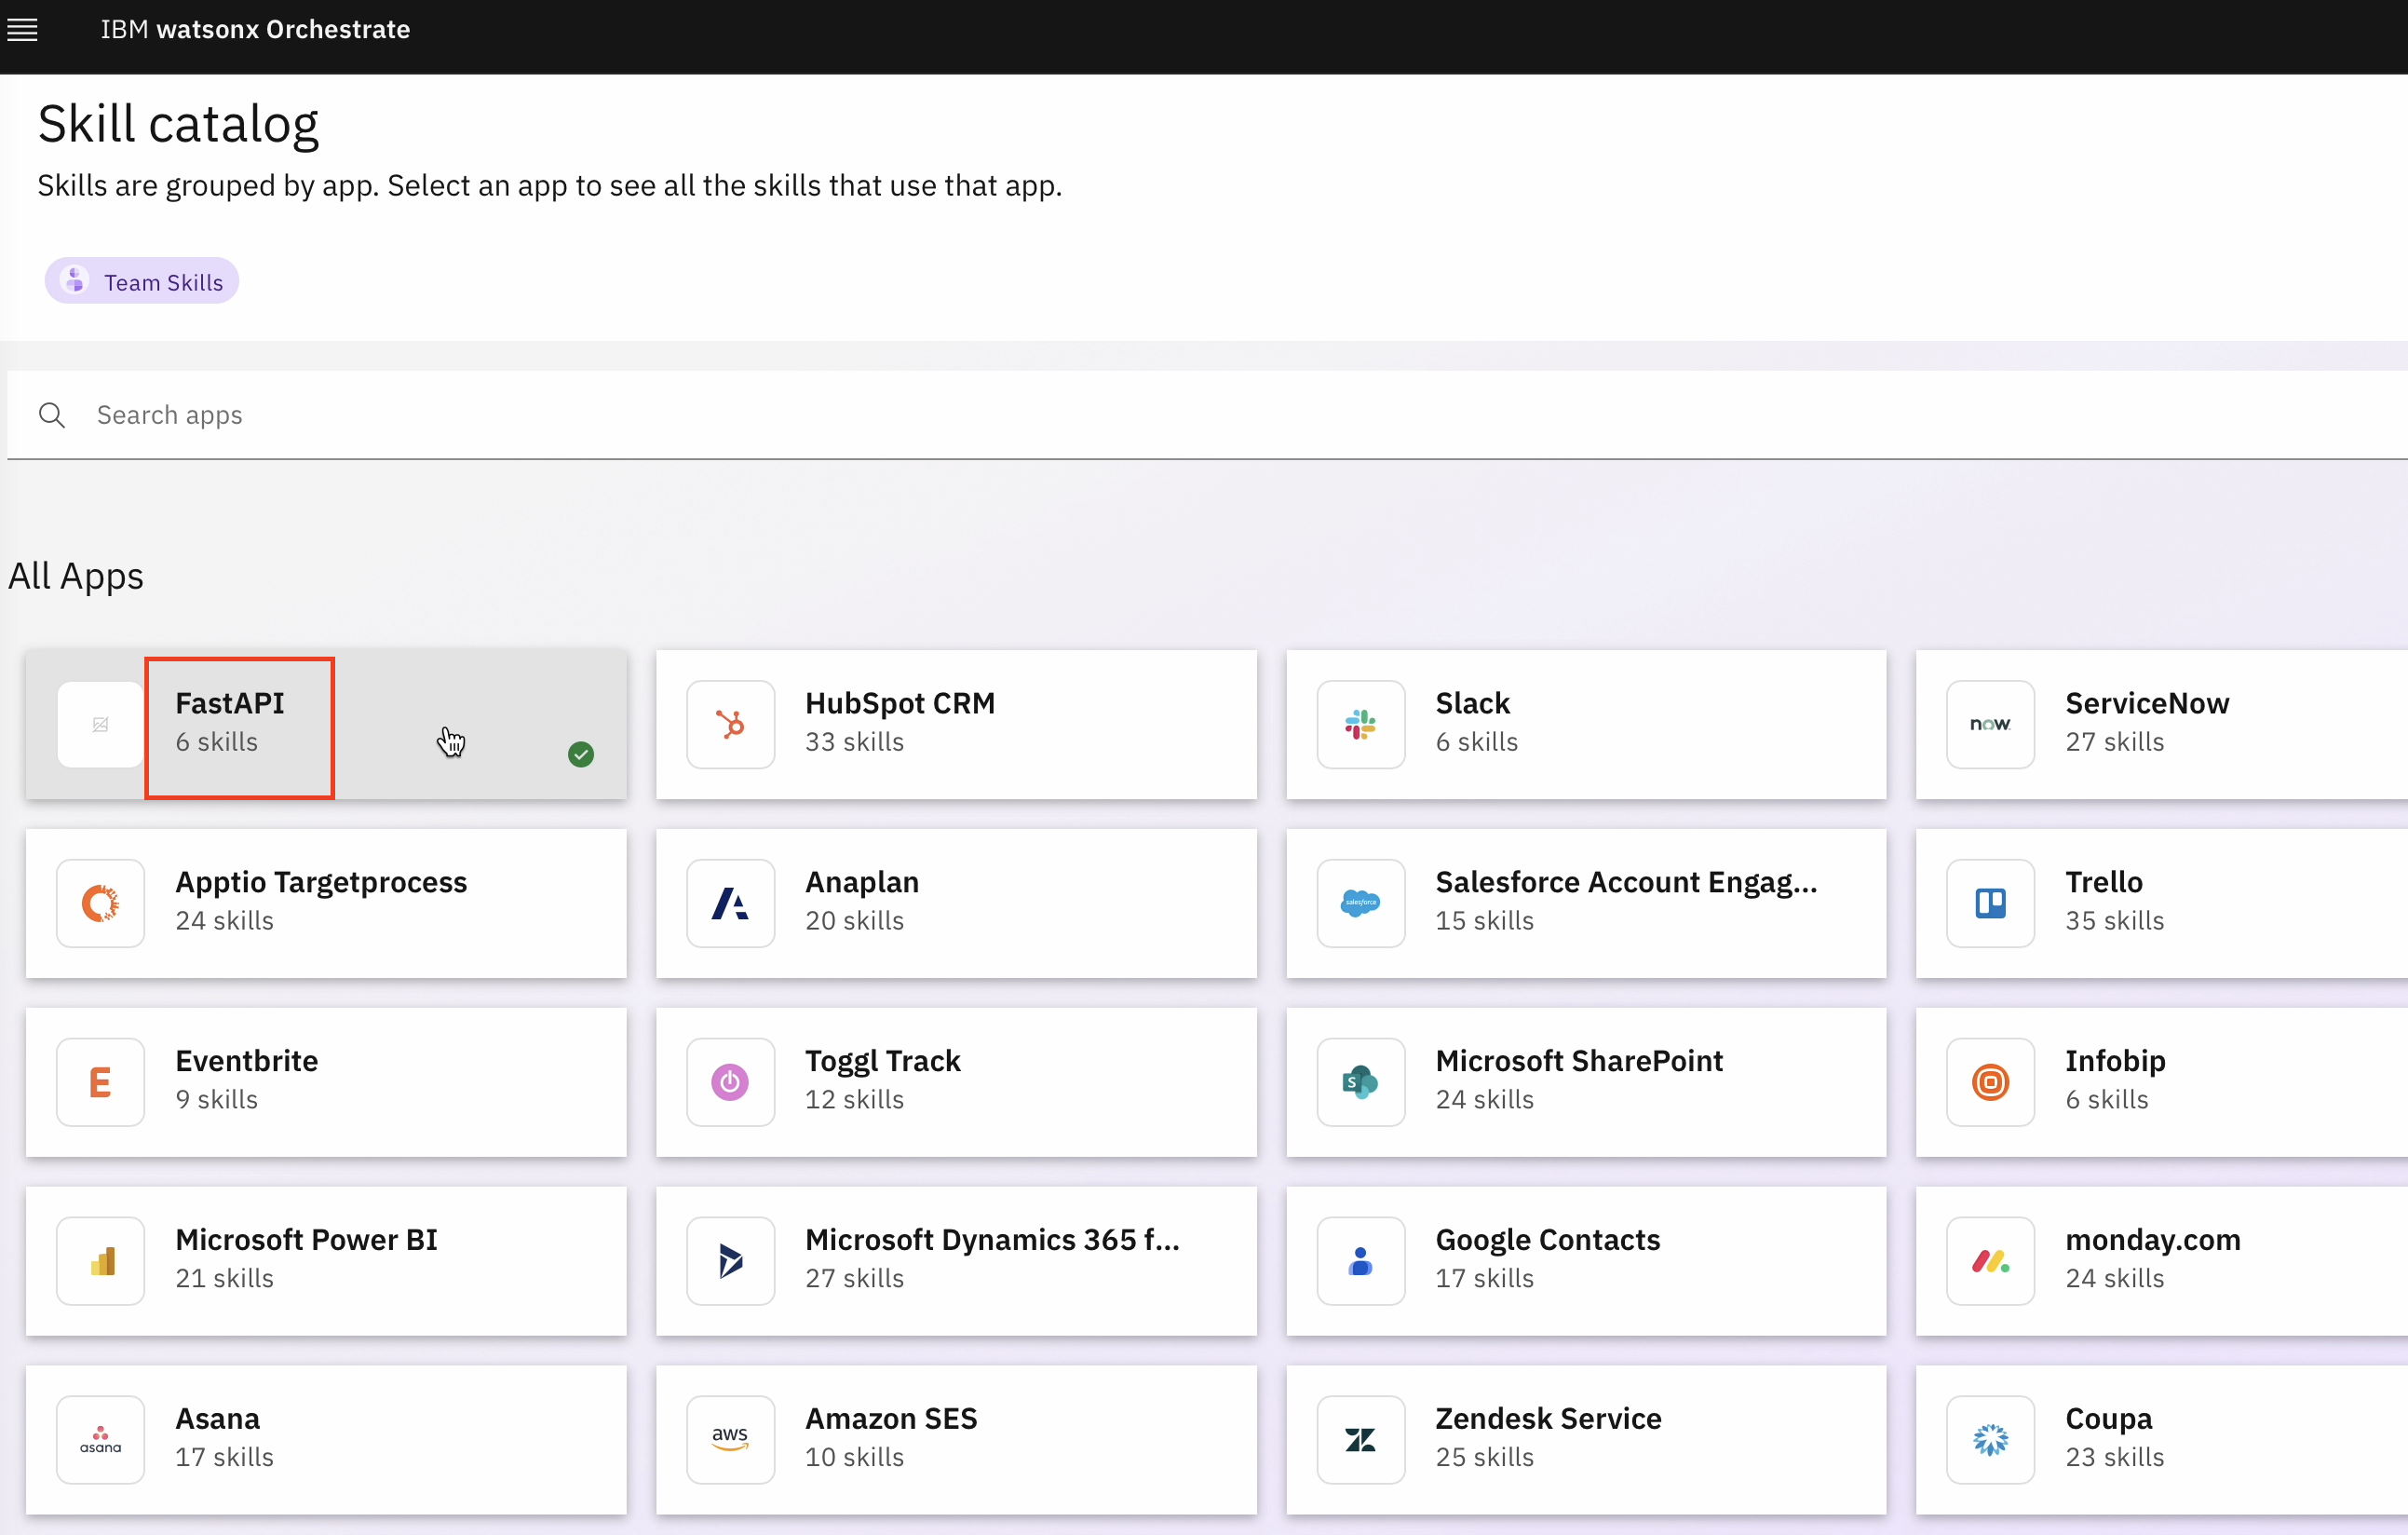 IBM watsonx Orchestrate
Skill catalog
Skills are grouped by app. Select an app to see all the skills that use that app.
Team Skills
Search apps
All Apps
FastAPI
6 skills
HubSpot CRM
33 skills
Slack
6 skills
now.
ServiceNow
27 skills
Apptio Targetprocess
24 skills
Anaplan
20 skills
salesforce
Salesforce Account Engag...
15 skills
Trello
35 skills
E
Eventbrite
9 skills
Toggl Track
12 skills
S
Microsoft SharePoint
24 skills
Infobip
6 skills
Microsoft Power BI
21 skills
Microsoft Dynamics 365 f...
27 skills
Google Contacts
17 skills
monday.com
24 skills
asana
Asana
17 skills
aws
Amazon SES
10 skills
Zendesk Service
25 skills
Coupa
23 skills